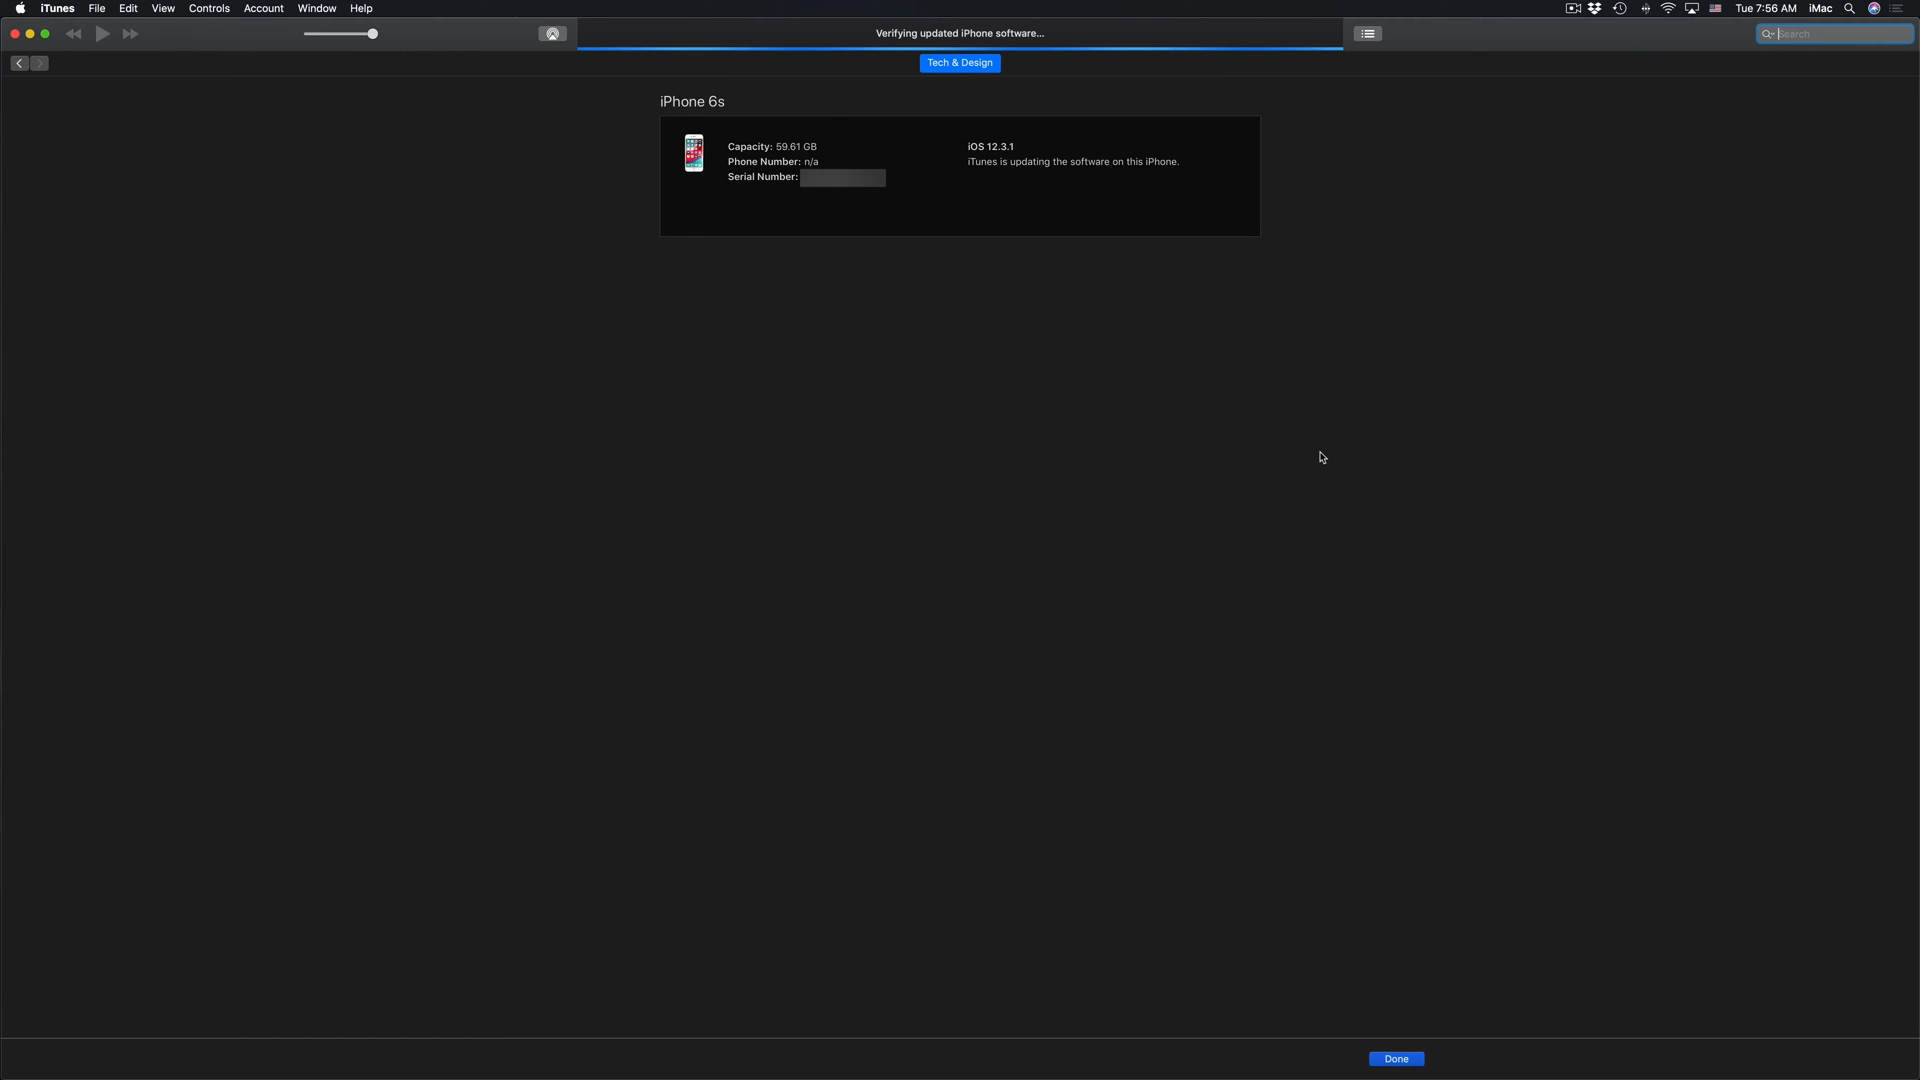 iTunes File Edit View Controls Account Window Help Tue 7:56 AM iMac
Verifying updated iPhone software...
Search
Tech & Design
iPhone 6s
Capacity: 59.61 GB
Phone Number: n/a
Serial Number:
iOS 12.3.1
iTunes is updating the software on this iPhone.
Done